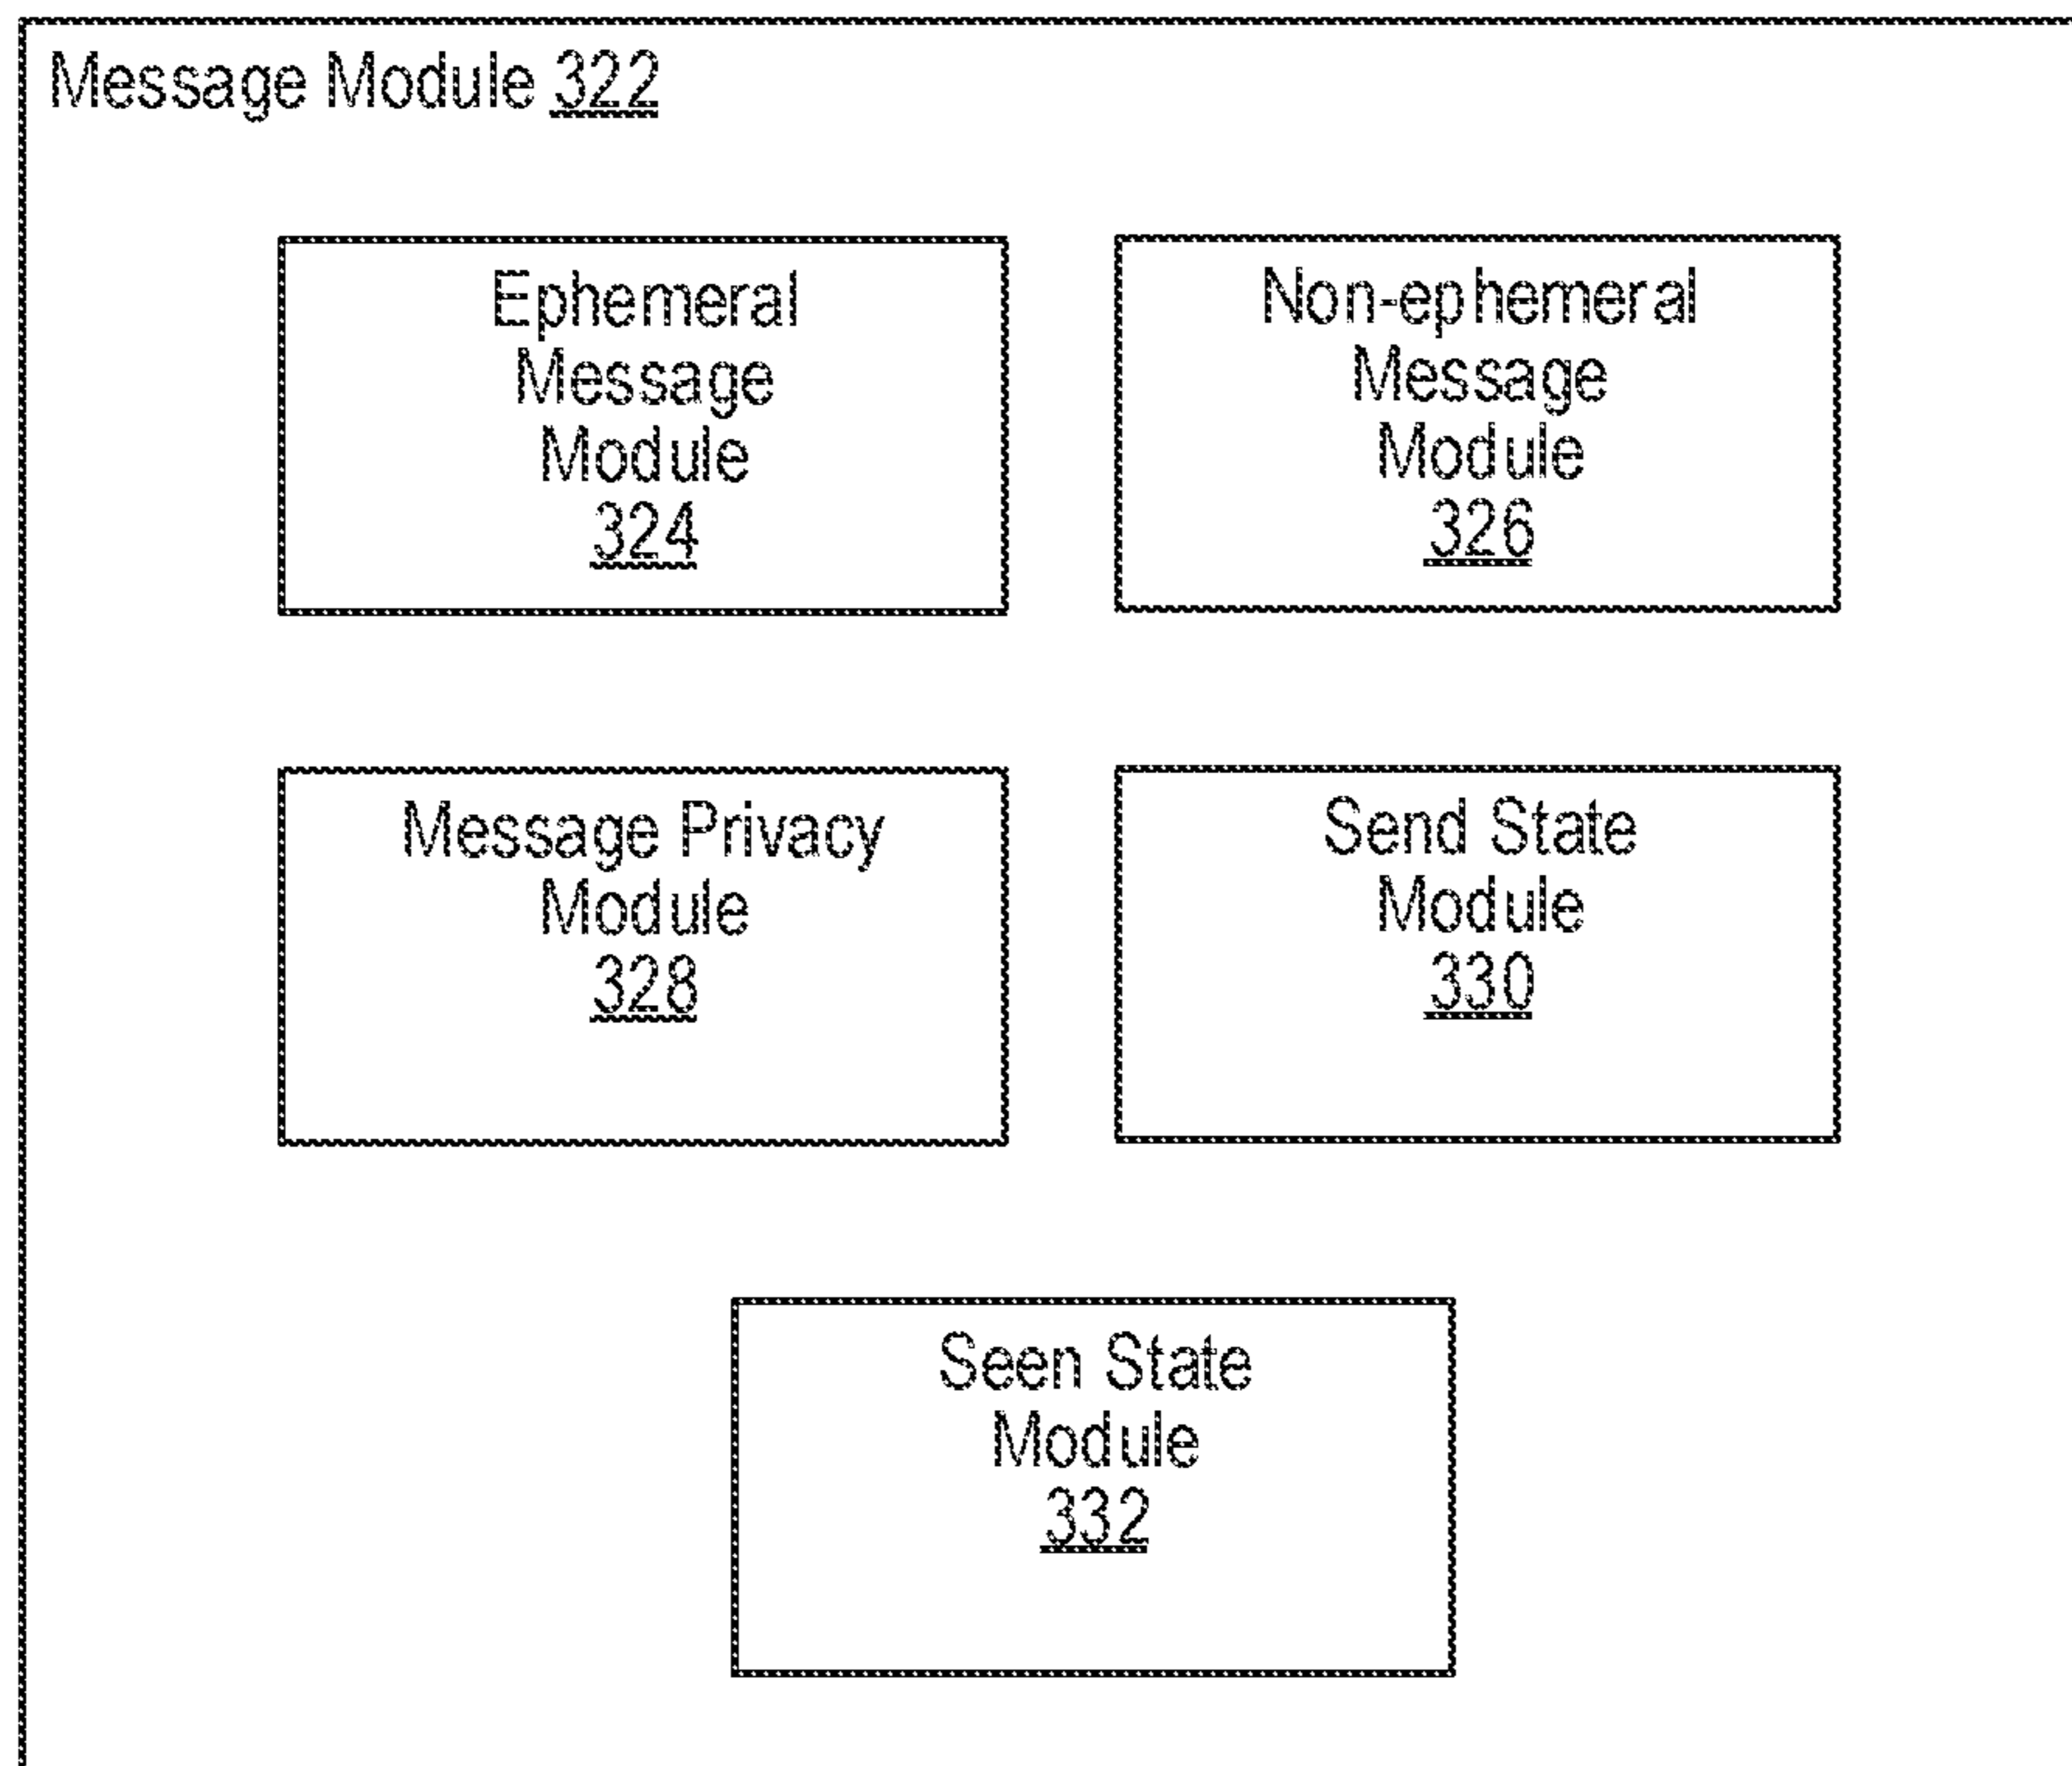 Message Module 322
Ephemeral
Message
Module
324
Non-ephemeral
Message
Module
326
Message Privacy
Module
328
Send State
Module
330
Seen State
Module
332